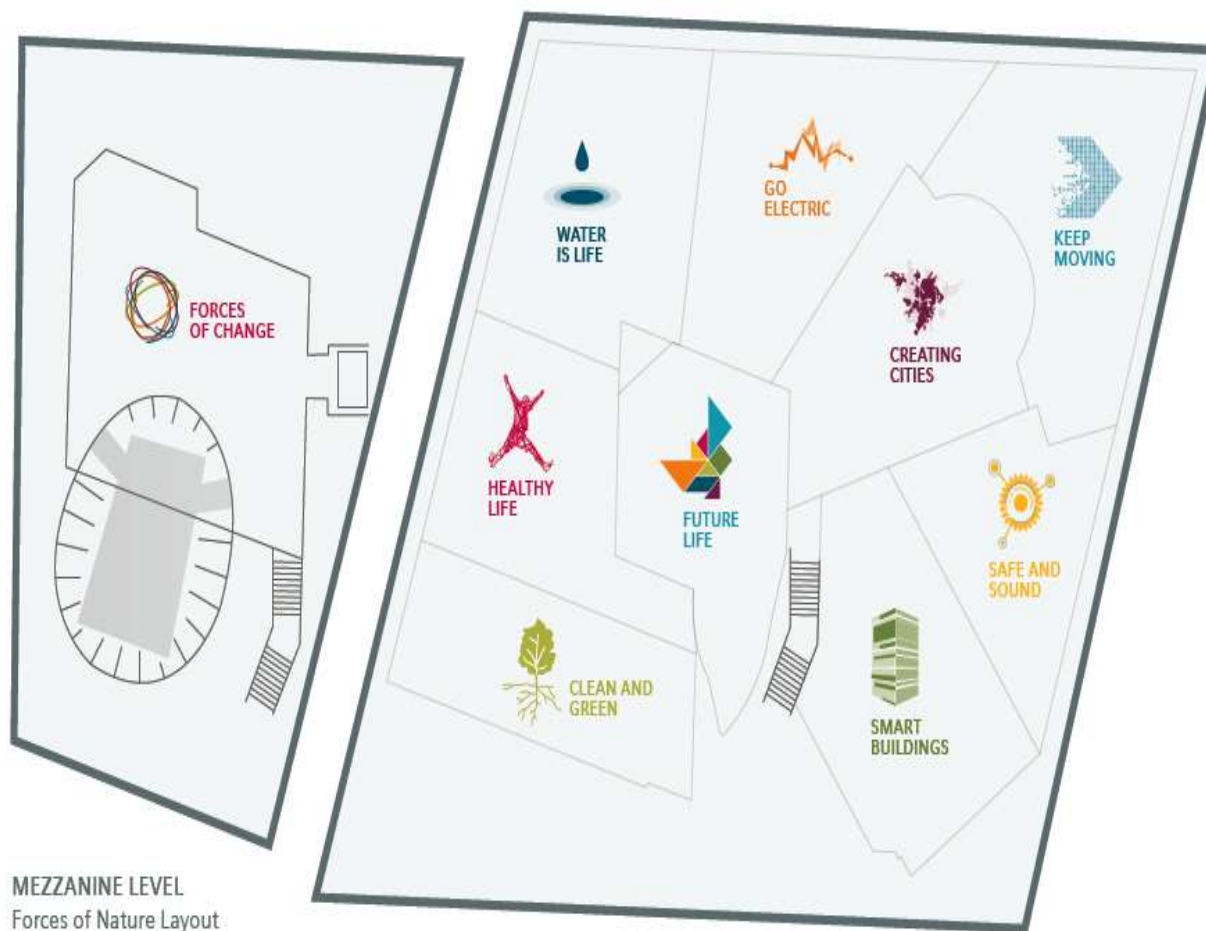 FORCES
OF CHANGE
MEZZANINE LEVEL
Forces of Nature Layout
WATER
IS LIFE
GO
ELECTRIC
KEEP
MOVING
CREATING
CITIES
HEALTHY
LIFE
FUTURE
LIFE
SAFE AND
SOUND
CLEAN AND
GREEN
SMART
BUILDINGS